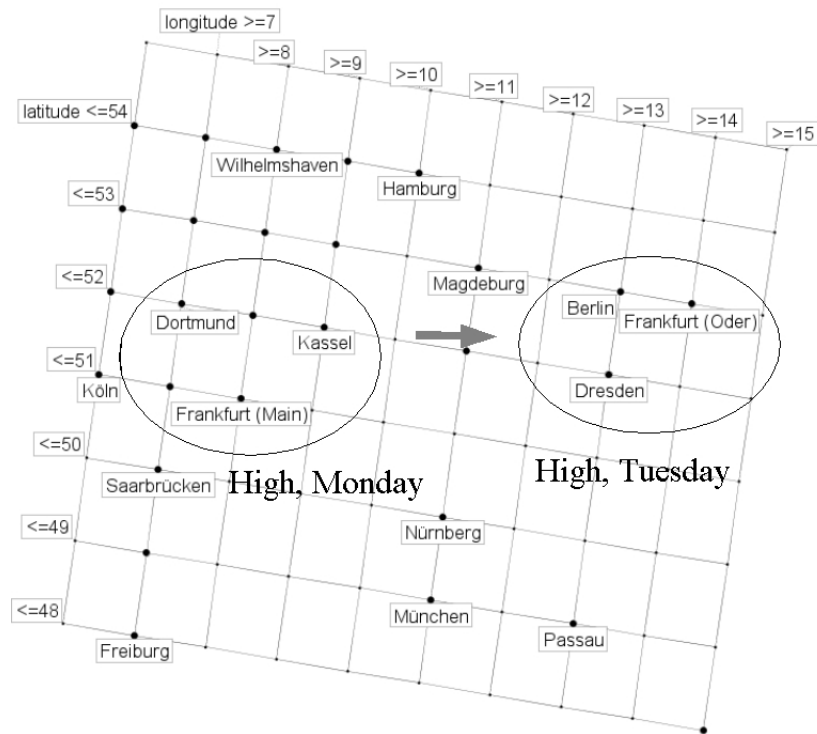 longitude >=7
>=8
>=9
>=10
>=11
>=12
>=13
>=14
>=15
latitude <=54
Wilhelmshaven
Hamburg
<=53
<=52
Magdeburg
Dortmund
Kassel
Berlin
Frankfurt (Oder)
<=51
Köln
Frankfurt (Main)
Dresden
<=50
Saarbrücken
High, Monday
High, Tuesday
<=49
Nürnberg
<=48
München
Passau
Freiburg